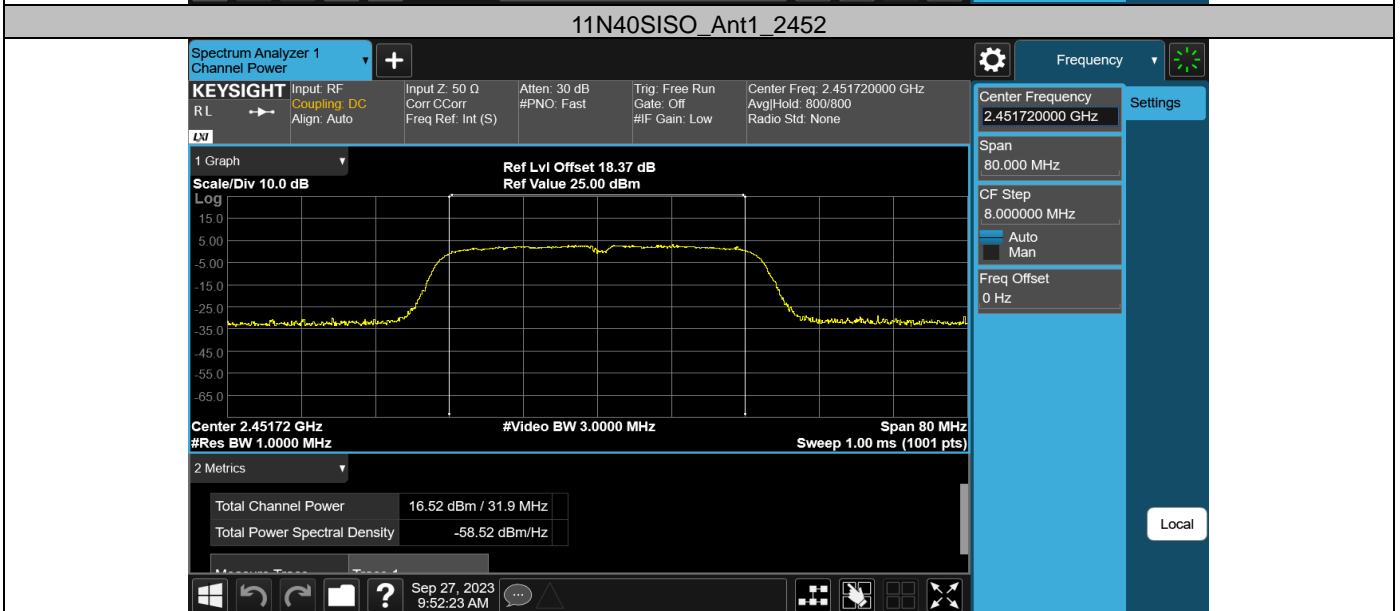 11N40SISO_Ant1_2452
Spectrum Analyzer 1
Channel Power
Frequency
KEYSIGHT
RL
LXI
Input: RF
Coupling: DC
Align: Auto
Input Z: 50 Ω
Corr CCorr
Freq Ref: Int (S)
Atten: 30 dB
#PNO: Fast
Trig: Free Run
Gate: Off
#IF Gain: Low
Center Freq: 2.451720000 GHz
Avg|Hold: 800/800
Radio Std: None
Center Frequency
2.451720000 GHz
Settings
Span
80.000 MHz
CF Step
8.000000 MHz
Auto
Man
Freq Offset
0 Hz
1 Graph
Ref Lvl Offset 18.37 dB
Scale/Div 10.0 dB
Ref Value 25.00 dBm
Log
15.0
5.00
-5.00
-15.0
-25.0
-35.0
-45.0
-55.0
-65.0
Center 2.45172 GHz
#Video BW 3.0000 MHz
Span 80 MHz
#Res BW 1.0000 MHz
Sweep 1.00 ms (1001 pts)
2 Metrics
Total Channel Power 16.52 dBm / 31.9 MHz
Total Power Spectral Density -58.52 dBm/Hz
Measure Trace Trace 1
Local
Sep 27, 2023
9:52:23 AM